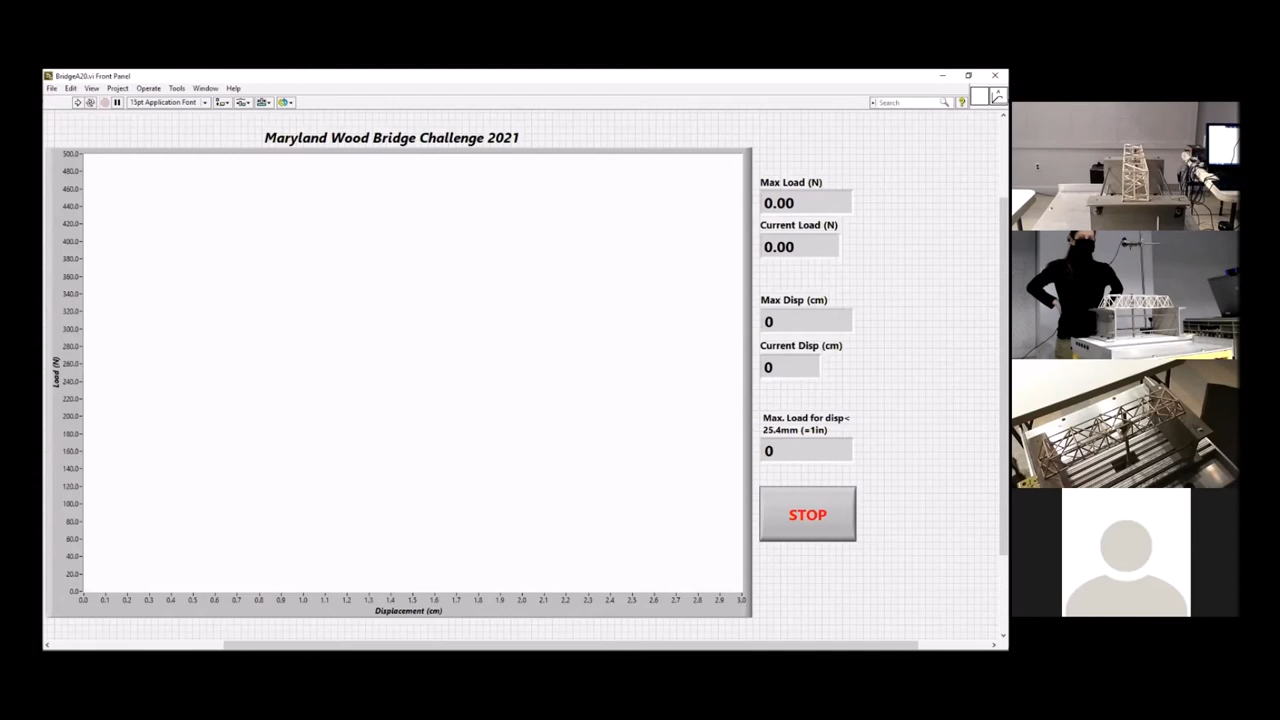 BridgeA20.vi Front Panel
File Edit View Project Operate Tools Window Help
15pt Application Font
Search
Maryland Wood Bridge Challenge 2021
500.0
480.0
460.0
440.0
420.0
400.0
380.0
360.0
340.0
320.0
300.0
280.0
260.0
240.0
220.0
200.0
180.0
160.0
140.0
120.0
100.0
80.0
60.0
40.0
20.0
0.0
Load (N)
0.0 0.1 0.2 0.3 0.4 0.5 0.6 0.7 0.8 0.9 1.0 1.1 1.2 1.3 1.4 1.5 1.6 1.7 1.8 1.9 2.0 2.1 2.2 2.3 2.4 2.5 2.6 2.7 2.8 2.9 3.0
Displacement (cm)
Max Load (N)
0.00
Current Load (N)
0.00
Max Disp (cm)
0
Current Disp (cm)
0
Max. Load for disp<
25.4mm (=1in)
0
STOP